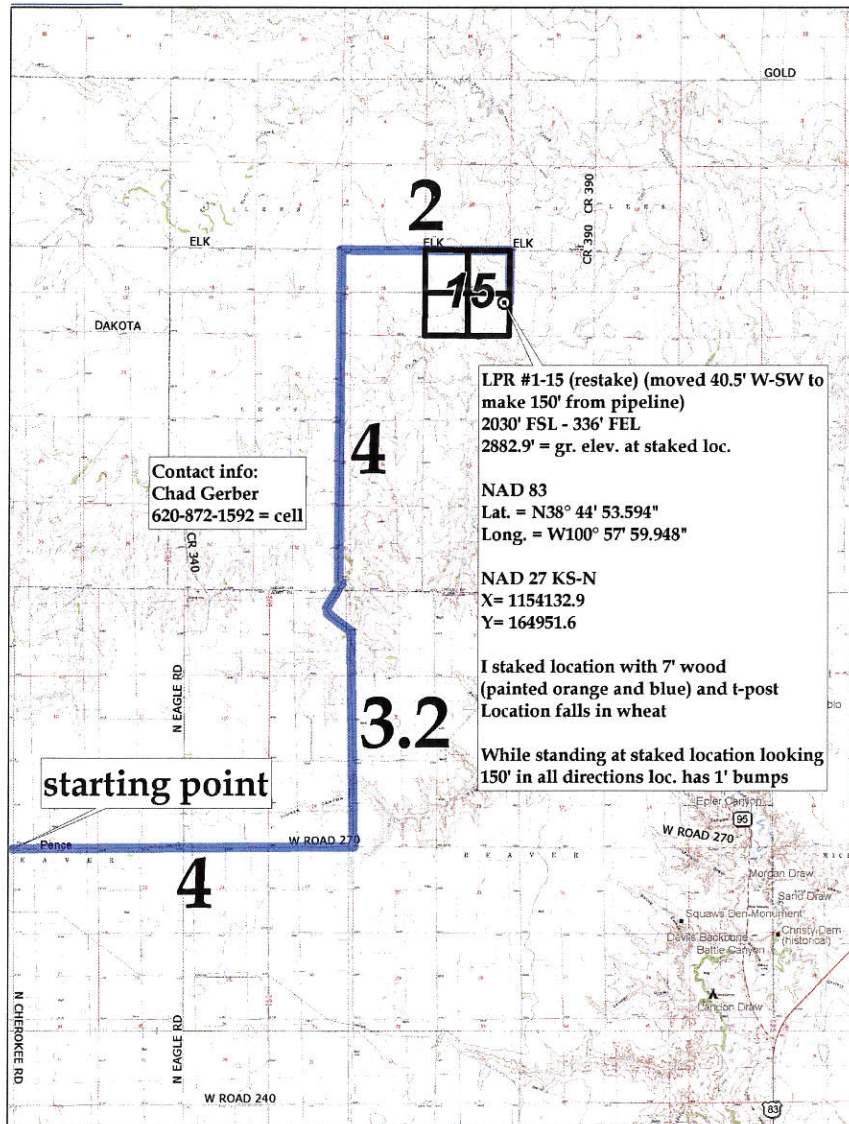 GOLD
CR 390
CR 390
L E E S
L E E S
2
ELK
ELK
ELK
15
DAKOTA
L E E S
4
LPR #1-15 (restake) (moved 40.5' W-SW to
make 150' from pipeline)
2030' FSL - 336' FEL
2882.9' = gr. elev. at staked loc.
NAD 83
Lat. = N38° 44' 53.594"
Long. = W100° 57' 59.948"
NAD 27 KS-N
X= 1154132.9
Y= 164951.6
I staked location with 7' wood
(painted orange and blue) and t-post
Location falls in wheat
While standing at staked location looking
150' in all directions loc. has 1' bumps
Contact info:
Chad Gerber
620-872-1592 = cell
CR 340
N EAGLE RD
3.2
starting point
Pence
W ROAD 270
B E A V E R
4
B E A V E R
Epler Canyon
95
W ROAD 270
Morgan Draw
Sand Draw
Squaws Den Monument
Christy Dam
(historical)
Devils Backbone
Battle Canyon
Landon Draw
N CHEROKEE RD
N EAGLE RD
W ROAD 240
83